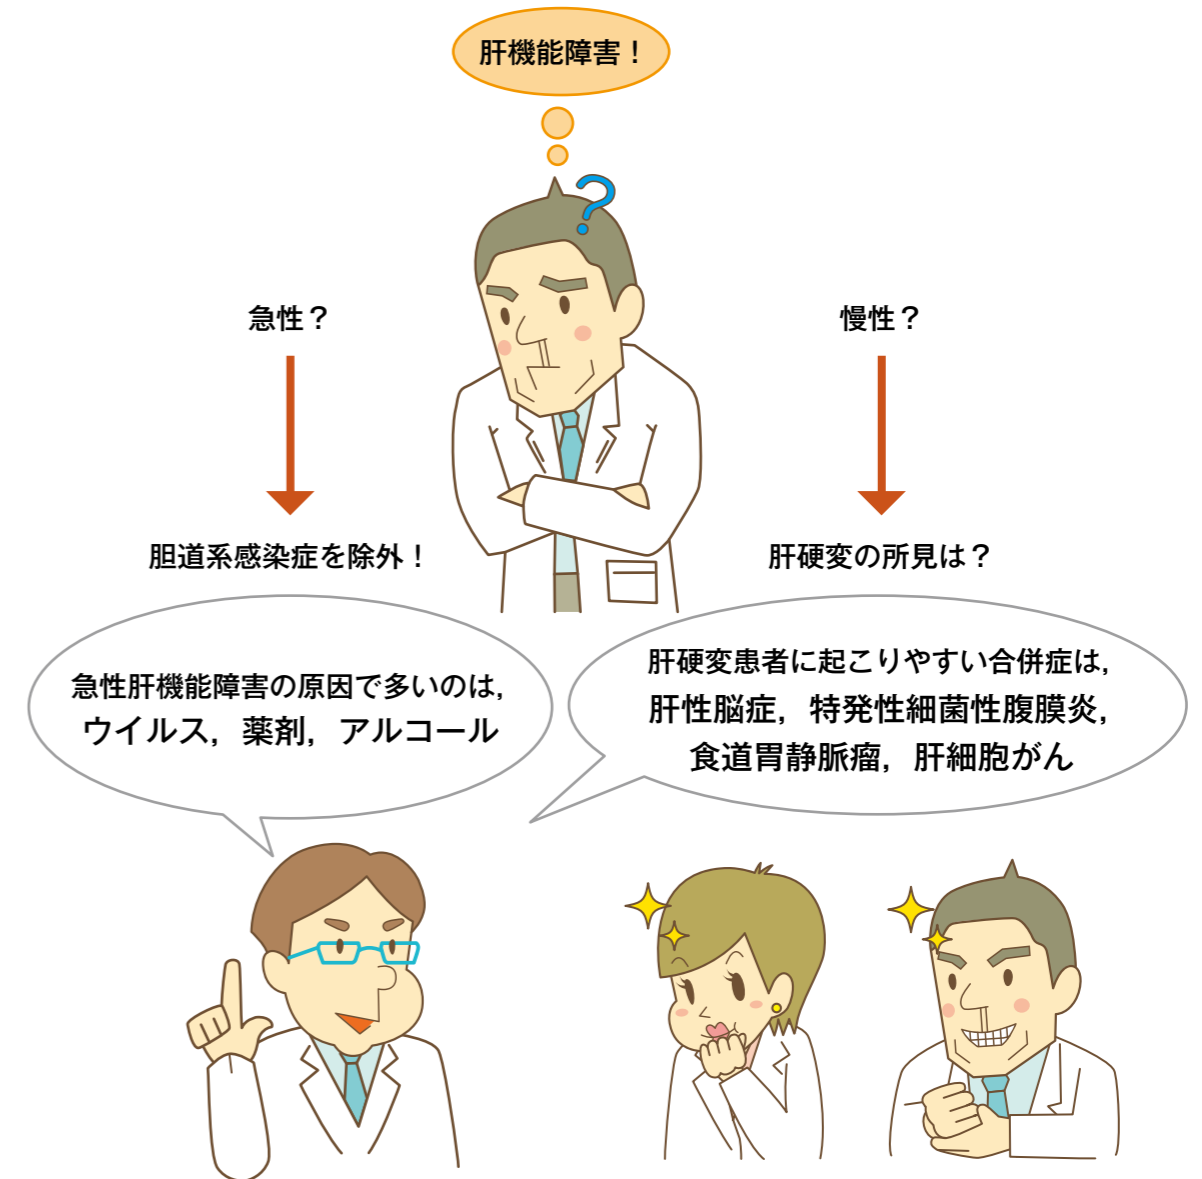 肝機能障害！
急性？
慢性？
胆道系感染症を除外！
肝硬変の所見は？
急性肝機能障害の原因で多いのは，
ウイルス，薬剤，アルコール
肝硬変患者に起こりやすい合併症は，
肝性脳症，特発性細菌性腹膜炎，
食道胃静脈瘤，肝細胞がん